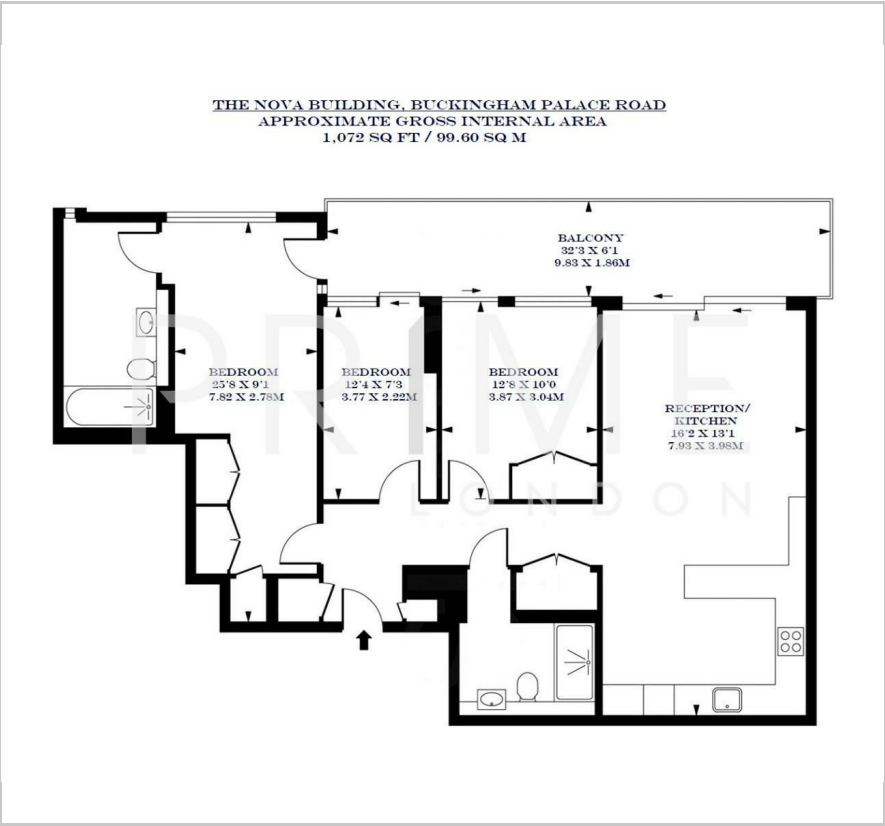 THE NOVA BUILDING, BUCKINGHAM PALACE ROAD
APPROXIMATE GROSS INTERNAL AREA
1,072 SQ FT / 99.60 SQ M
BALCONY
32'3 X 6'1
9.83 X 1.86M
BEDROOM
25'8 X 9'1
7.82 X 2.78M
BEDROOM
12'4 X 7'3
3.77 X 2.22M
BEDROOM
12'8 X 10'0
3.87 X 3.04M
RECEPTION/
KITCHEN
16'2 X 13'1
7.93 X 3.98M
PRIME
LONDON